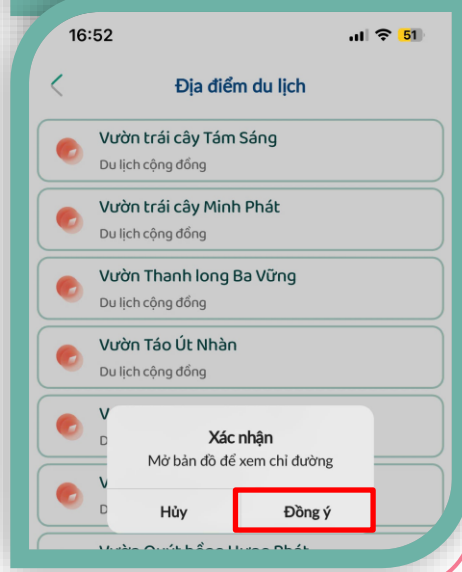 16:52
51
Địa điểm du lịch
Vườn trái cây Tám Sáng
Du lịch cộng đồng
Vườn trái cây Minh Phát
Du lịch cộng đồng
Vườn Thanh long Ba Vững
Du lịch cộng đồng
Vườn Táo Út Nhàn
Du lịch cộng đồng
V
D
Xác nhận
Mở bản đồ để xem chỉ đường
V
D
Hủy
Đồng ý